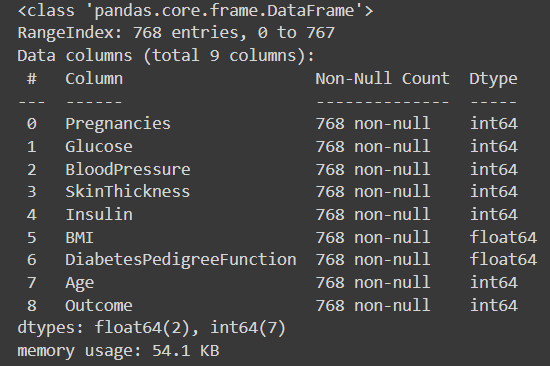 <class 'pandas.core.frame.DataFrame'>
RangeIndex: 768 entries, 0 to 767
Data columns (total 9 columns):
 #   Column                    Non-Null Count  Dtype
---  ------                    --------------  -----
 0   Pregnancies               768 non-null    int64
 1   Glucose                   768 non-null    int64
 2   BloodPressure             768 non-null    int64
 3   SkinThickness             768 non-null    int64
 4   Insulin                   768 non-null    int64
 5   BMI                       768 non-null    float64
 6   DiabetesPedigreeFunction  768 non-null    float64
 7   Age                       768 non-null    int64
 8   Outcome                   768 non-null    int64
dtypes: float64(2), int64(7)
memory usage: 54.1 KB